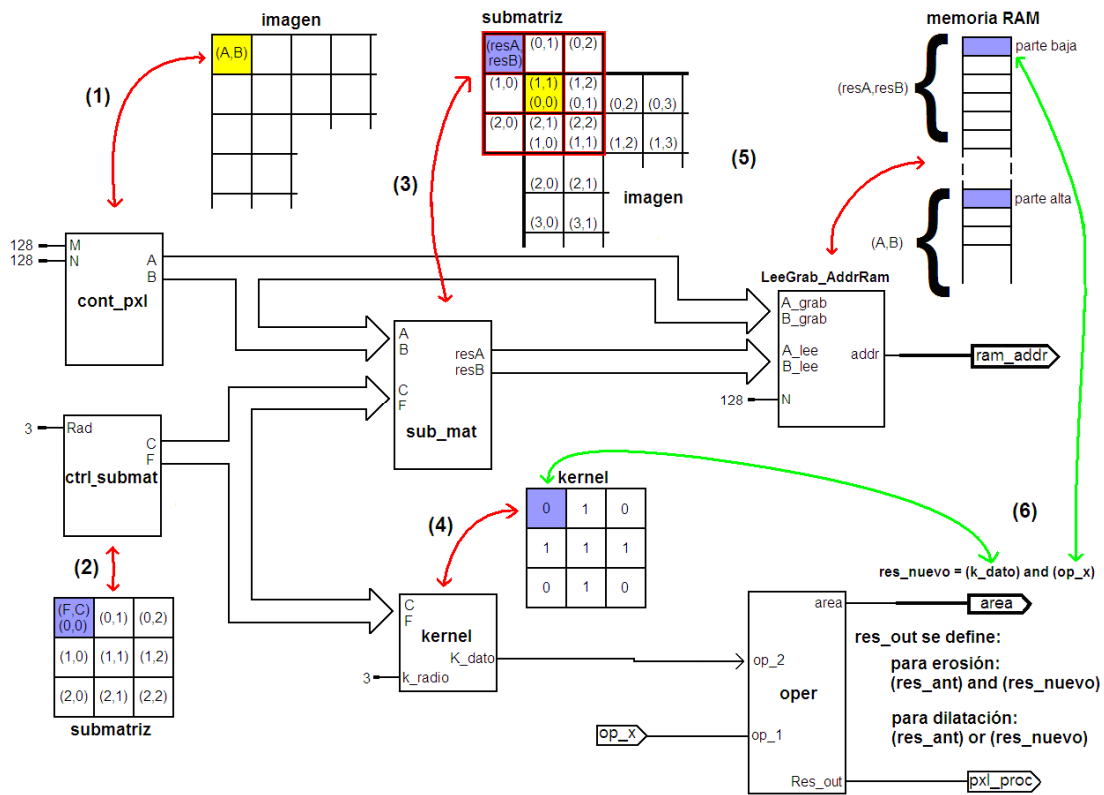 imagen
(A,B)
(1)
submatriz
(resA,
resB)
(0,1)
(0,2)
(1,0)
(1,1)
(1,2)
(0,0)
(0,1)
(0,2)
(0,3)
(2,0)
(2,1)
(2,2)
(1,0)
(1,1)
(1,2)
(1,3)
(2,0)
(2,1)
imagen
(3,0)
(3,1)
(3)
memoria RAM
parte baja
(resA,resB)
(5)
parte alta
(A,B)
128
M
128
N
A
B
cont_pxl
A
B
resA
resB
C
F
sub_mat
LeeGrab_AddrRam
A_grab
B_grab
A_lee
B_lee
addr
128
N
ram_addr
3
Rad
C
F
ctrl_submat
(2)
(F,C)
(0,0)
(0,1)
(0,2)
(1,0)
(1,1)
(1,2)
(2,0)
(2,1)
(2,2)
submatriz
(4)
kernel
0
1
0
1
1
1
0
1
0
(6)
res_nuevo = (k_dato) and (op_x)
C
F
kernel
K_dato
3
k_radio
area
op_2
oper
op_1
Res_out
op_x
area
res_out se define:
para erosión:
(res_ant) and (res_nuevo)
para dilatación:
(res_ant) or (res_nuevo)
pxl_proc